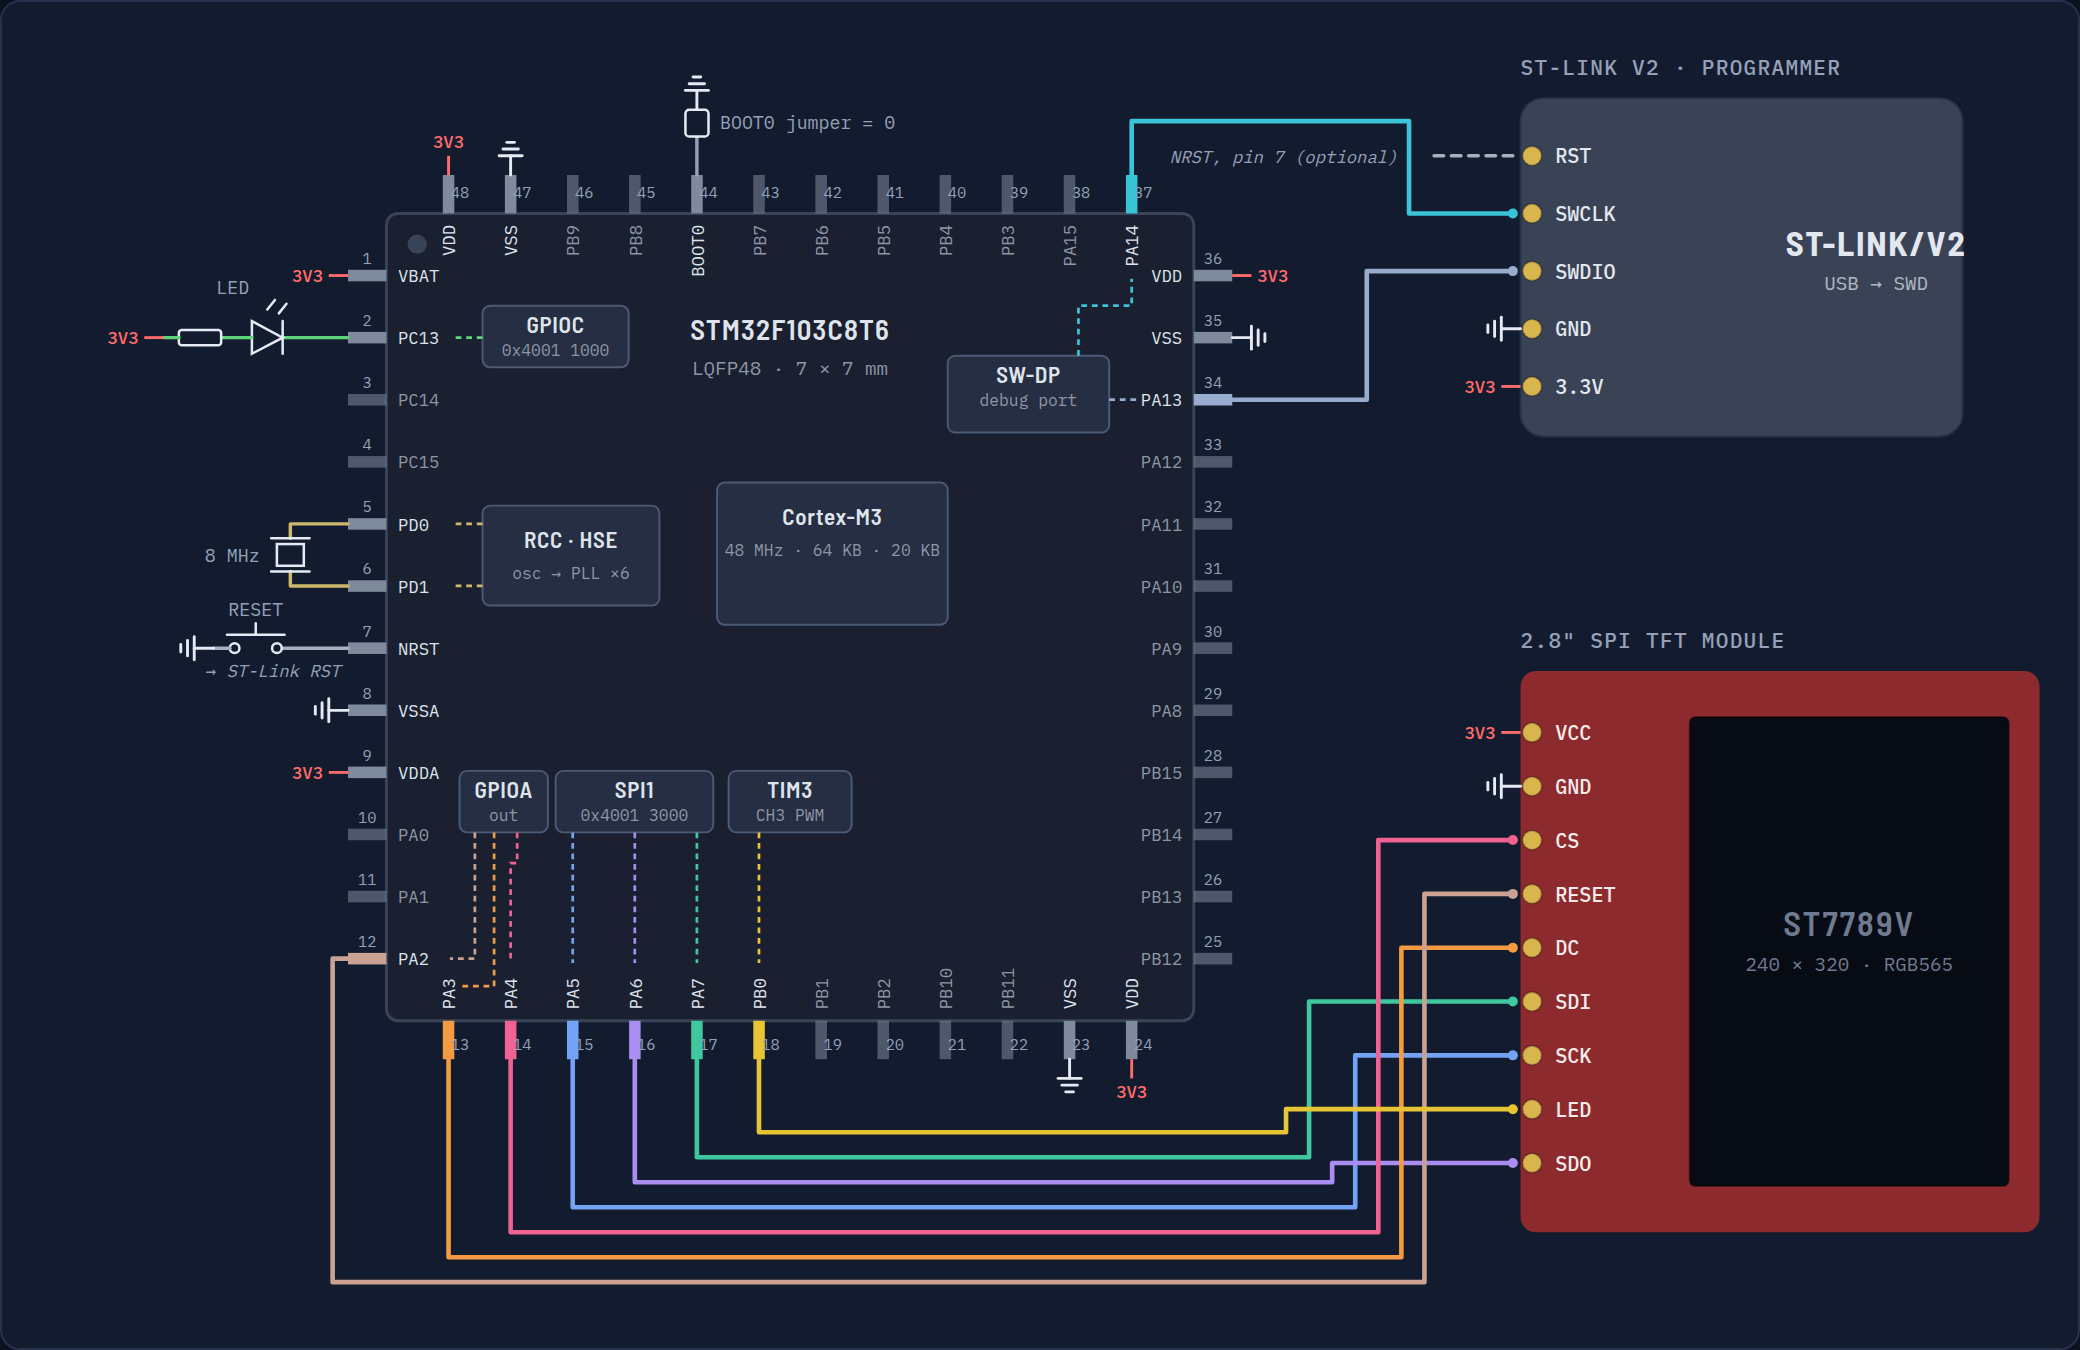 ST-LINK V2 · PROGRAMMER
BOOT0 jumper = 0
3V3
NRST, pin 7 (optional)
RST
SWCLK
SWDIO
GND
3V3
3.3V
ST-LINK/V2
USB → SWD
48
47
46
45
44
43
42
41
40
39
38
37
VDD
VSS
PB9
PB8
BOOT0
PB7
PB6
PB5
PB4
PB3
PA15
PA14
LED
3V3
3V3
1
VBAT
2
PC13
3
PC14
4
PC15
8 MHz
5
PD0
6
PD1
RESET
→ ST-Link RST
7
NRST
8
VSSA
3V3
9
VDDA
10
PA0
11
PA1
12
PA2
GPIOC
0x4001 1000
STM32F103C8T6
LQFP48 · 7 × 7 mm
SW-DP
debug port
RCC · HSE
osc → PLL ×6
Cortex-M3
48 MHz · 64 KB · 20 KB
GPIOA
out
SPI1
0x4001 3000
TIM3
CH3 PWM
36
VDD
3V3
35
VSS
34
PA13
33
PA12
32
PA11
31
PA10
30
PA9
29
PA8
28
PB15
27
PB14
26
PB13
25
PB12
PA3
PA4
PA5
PA6
PA7
PB0
PB1
PB2
PB10
PB11
VSS
VDD
13
14
15
16
17
18
19
20
21
22
23
24
3V3
2.8" SPI TFT MODULE
3V3
VCC
GND
CS
RESET
DC
SDI
SCK
LED
SDO
ST7789V
240 × 320 · RGB565